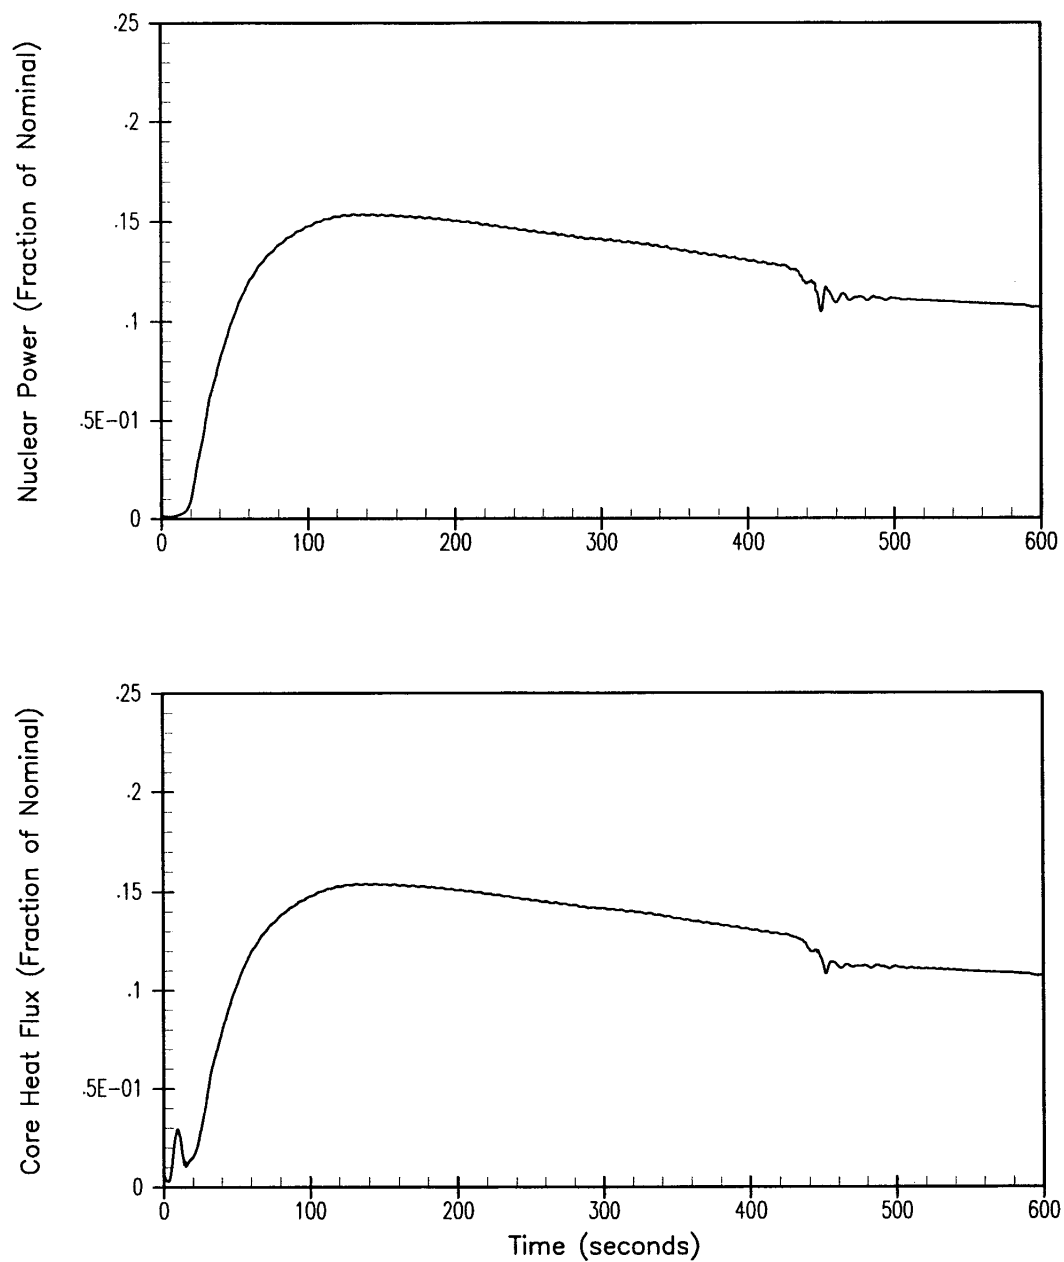 Nuclear Power (Fraction of Nominal)
.25
.2
.15
.1
.5E-01
0
0 100 200 300 400 500 600
Core Heat Flux (Fraction of Nominal)
.25
.2
.15
.1
.5E-01
0
0 100 200 300 400 500 600
Time (seconds)